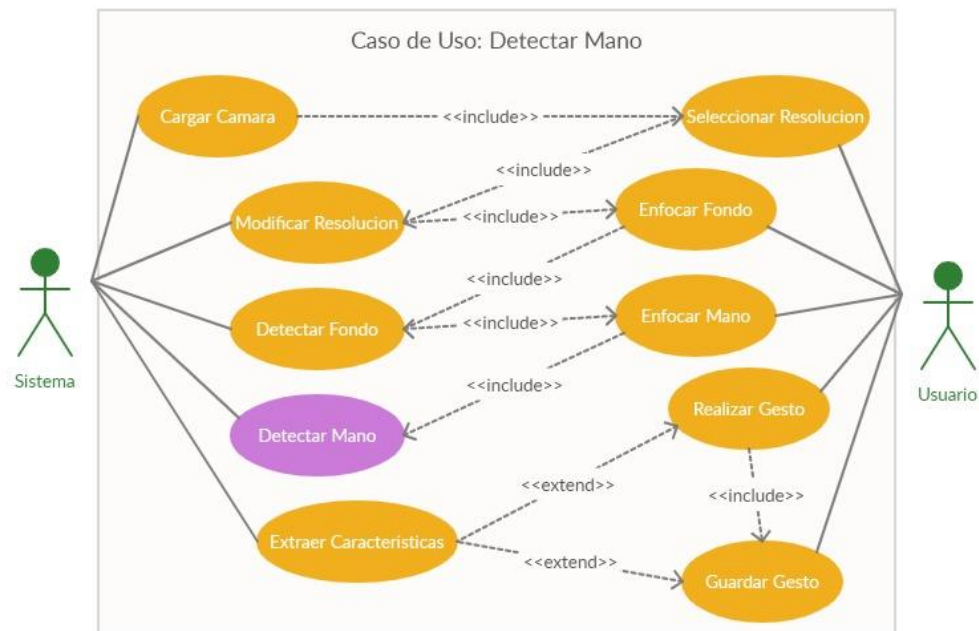 Caso de Uso: Detectar Mano
Cargar Camara
<<include>>
Seleccionar Resolucion
<<include>>
Modificar Resolucion
<<include>>
Enfocar Fondo
<<include>>
Detectar Fondo
<<include>>
Enfocar Mano
Sistema
Usuario
<<include>>
Realizar Gesto
Detectar Mano
<<extend>>
<<include>>
Extraer Características
<<extend>>
Guardar Gesto